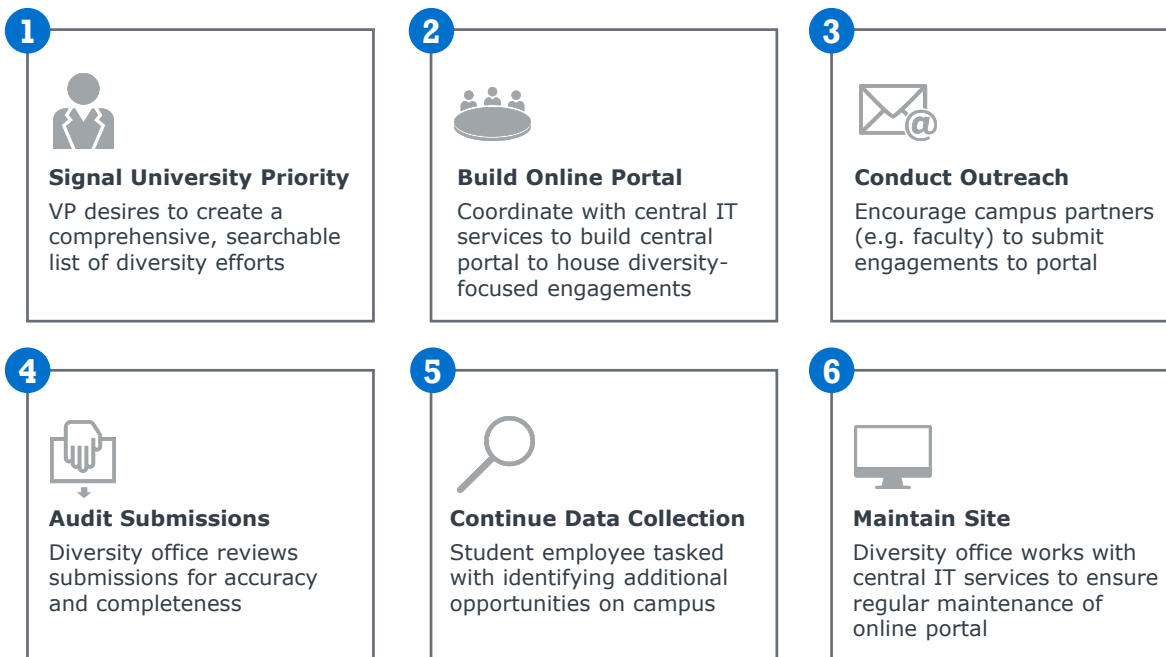 1
Signal University Priority
VP desires to create a
comprehensive, searchable
list of diversity efforts
2
Build Online Portal
Coordinate with central IT
services to build central
portal to house diversity-
focused engagements
3
Conduct Outreach
Encourage campus partners
(e.g. faculty) to submit
engagements to portal
4
Audit Submissions
Diversity office reviews
submissions for accuracy
and completeness
5
Continue Data Collection
Student employee tasked
with identifying additional
opportunities on campus
6
@
Maintain Site
Diversity office works with
central IT services to ensure
regular maintenance of
online portal